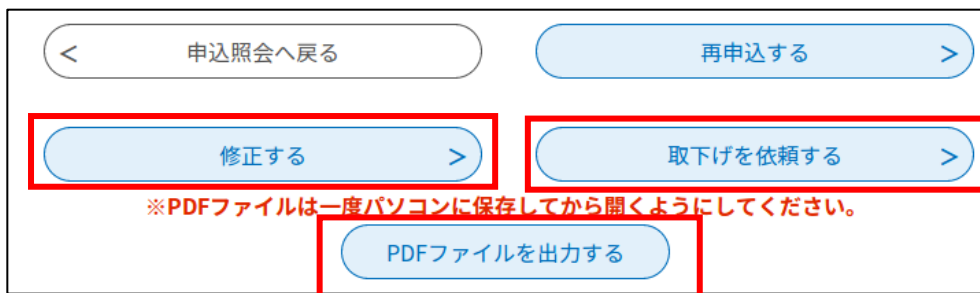 < 申込照会へ戻る
再申込する >
修正する >
取下げを依頼する >
※PDFファイルは一度パソコンに保存してから開くようにしてください。
PDFファイルを出力する